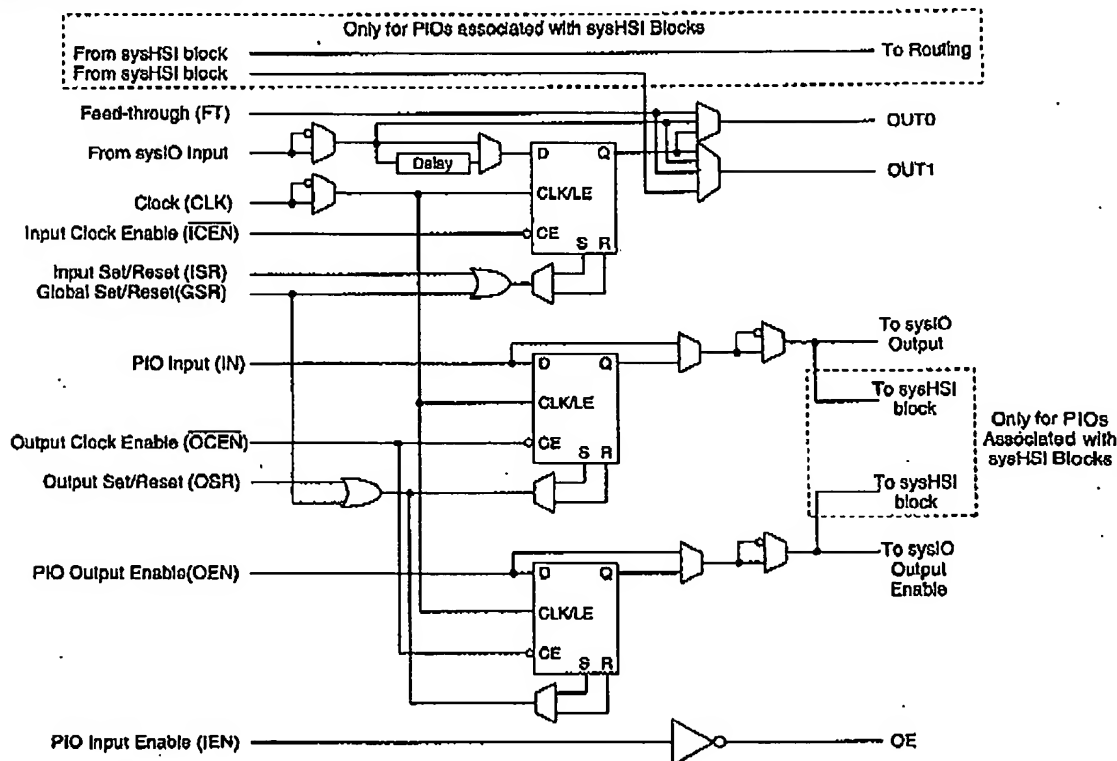 Only for PIOs associated with sysHSI Blocks
From sysHSI block
To Routing
From sysHSI block
Feed-through (FT)
OUT0
From sysIO Input
Delay
D
Q
OUT1
Clock (CLK)
CLK/LE
Input Clock Enable (ICEN)
CE
S R
Input Set/Reset (ISR)
Global Set/Reset(GSR)
To sysIO
Output
PIO Input (IN)
D
Q
To sysHSI
block
CLK/LE
Only for PIOs
Associated with
sysHSI Blocks
Output Clock Enable (OCEN)
CE
S R
Output Set/Reset (OSR)
To sysHSI
block
PIO Output Enable(OEN)
D
Q
To sysIO
Output
Enable
CLK/LE
CE
S R
PIO Input Enable (IEN)
OE